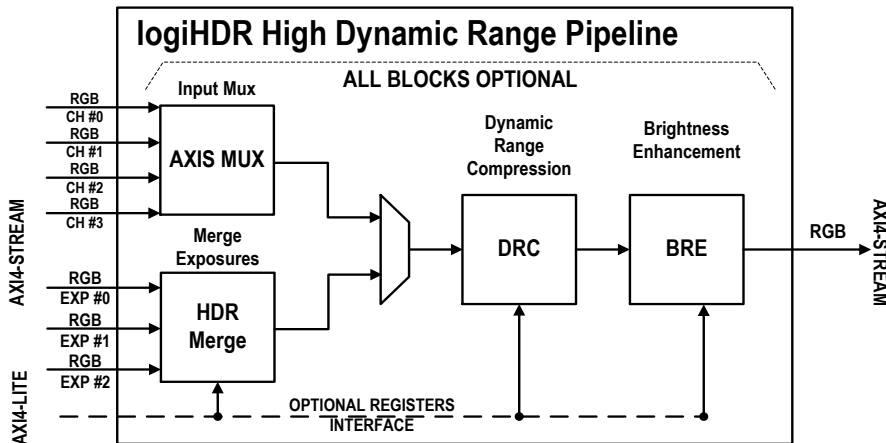 logiHDR High Dynamic Range Pipeline
ALL BLOCKS OPTIONAL
Input Mux
RGB
CH #0
RGB
CH #1
RGB
CH #2
RGB
CH #3
AXIS MUX
Dynamic
Range
Compression
Brightness
Enhancement
AXI4-STREAM
Merge
Exposures
RGB
EXP #0
RGB
EXP #1
RGB
EXP #2
HDR
Merge
DRC
BRE
RGB
AXI4-STREAM
AXI4-LITE
OPTIONAL REGISTERS
INTERFACE